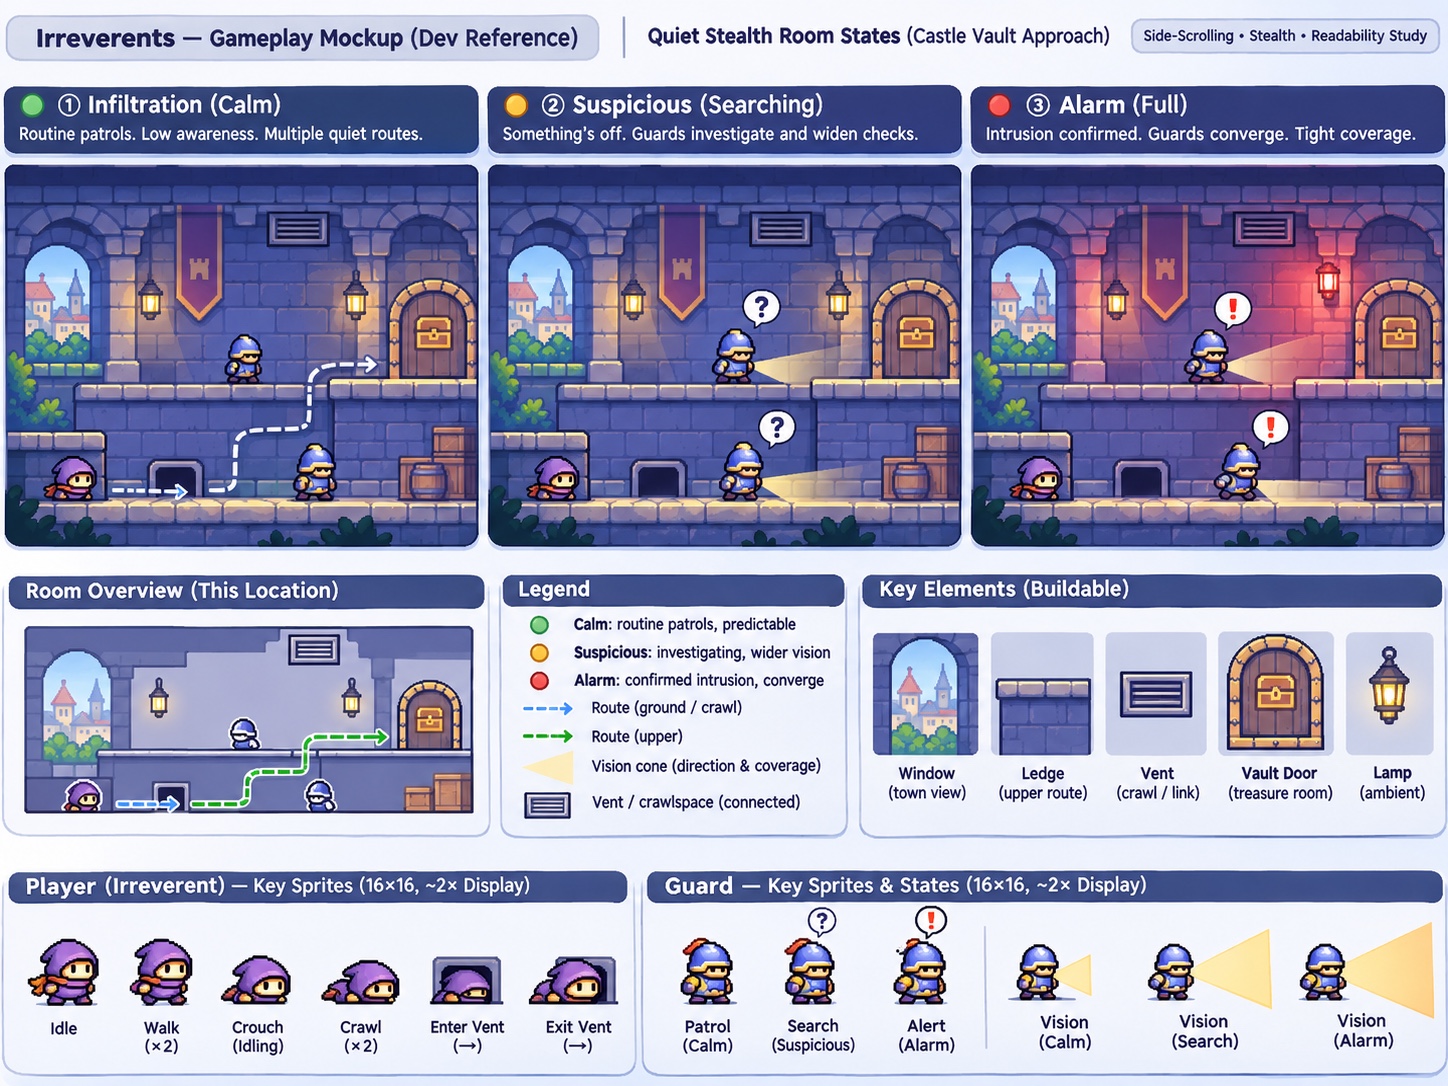 Irreverents — Gameplay Mockup (Dev Reference)
Quiet Stealth Room States (Castle Vault Approach)
Side-Scrolling • Stealth • Readability Study
① Infiltration (Calm)
Routine patrols. Low awareness. Multiple quiet routes.
② Suspicious (Searching)
Something's off. Guards investigate and widen checks.
③ Alarm (Full)
Intrusion confirmed. Guards converge. Tight coverage.
?
?
!
!
Room Overview (This Location)
Legend
Calm: routine patrols, predictable
Suspicious: investigating, wider vision
Alarm: confirmed intrusion, converge
Route (ground / crawl)
Route (upper)
Vision cone (direction & coverage)
Vent / crawlspace (connected)
Key Elements (Buildable)
Window
(town view)
Ledge
(upper route)
Vent
(crawl / link)
Vault Door
(treasure room)
Lamp
(ambient)
Player (Irreverent) — Key Sprites (16×16, ~2× Display)
Idle
Walk
(×2)
Crouch
(Idling)
Crawl
(×2)
Enter Vent
(→)
Exit Vent
(→)
Guard — Key Sprites & States (16×16, ~2× Display)
?
!
Patrol
(Calm)
Search
(Suspicious)
Alert
(Alarm)
Vision
(Calm)
Vision
(Search)
Vision
(Alarm)